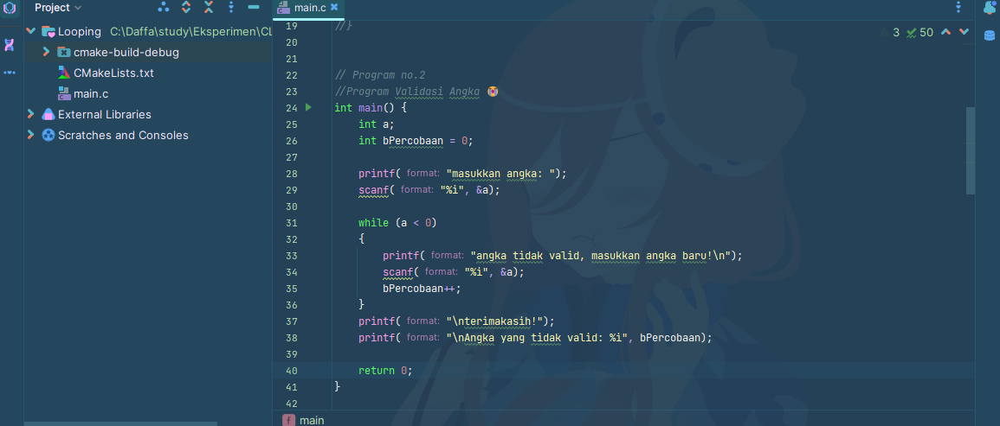 Project
main.c
Looping C:\Daffa\study\Eksperimen\CL
cmake-build-debug
CMakeLists.txt
main.c
External Libraries
Scratches and Consoles
3 50
19 //}
20
21
22 // Program no.2
23 //Program Validasi Angka 🤩
24 int main() {
25 int a;
26 int bPercobaan = 0;
27
28 printf( format: "masukkan angka: ");
29 scanf( format: "%i", &a);
30
31 while (a < 0)
32 {
33 printf( format: "angka tidak valid, masukkan angka baru!\n");
34 scanf( format: "%i", &a);
35 bPercobaan++;
36 }
37 printf( format: "\nterimakasih!");
38 printf( format: "\nAngka yang tidak valid: %i", bPercobaan);
39
40 return 0;
41 }
42
f main